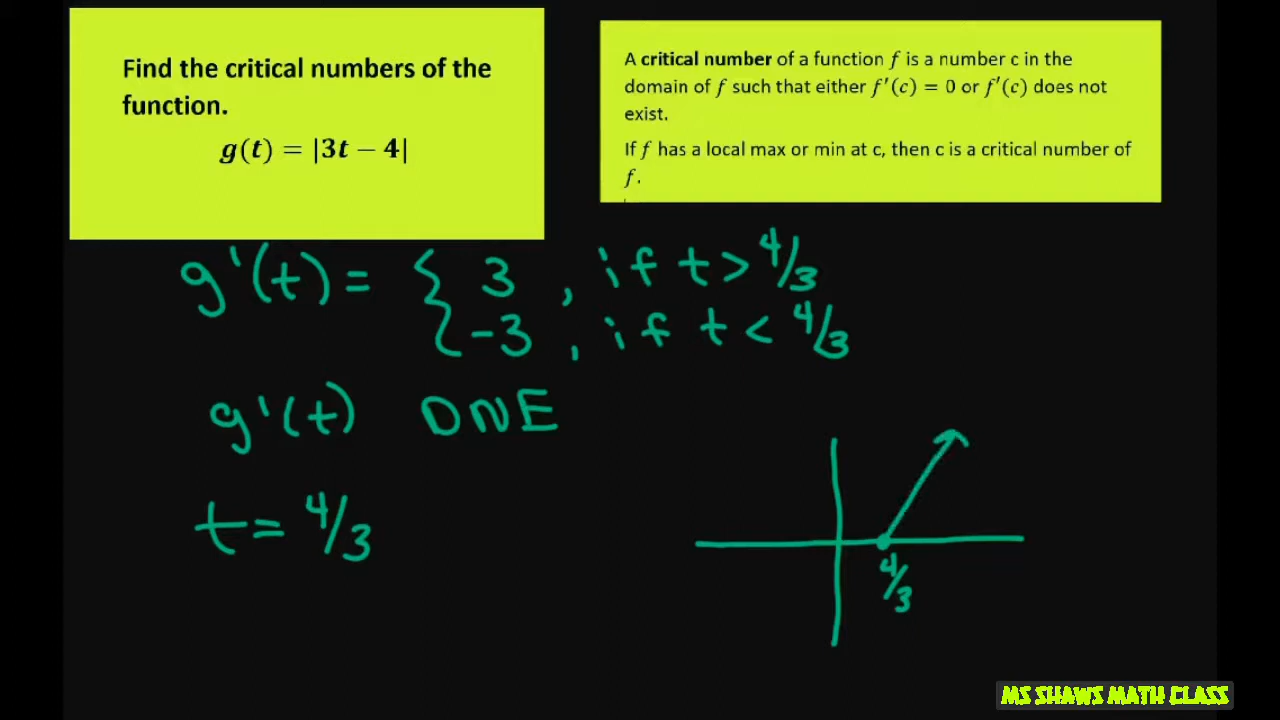 Find the critical numbers of the
function.
g(t) = |3t − 4|
A critical number of a function f is a number c in the
domain of f such that either f′(c) = 0 or f′(c) does not
exist.
If f has a local max or min at c, then c is a critical number of
f.
g'(t) = { 3 , if t > 4/3
{ -3 , if t < 4/3
g'(t) DNE
t = 4/3
4/3
MS SHAWS MATH CLASS